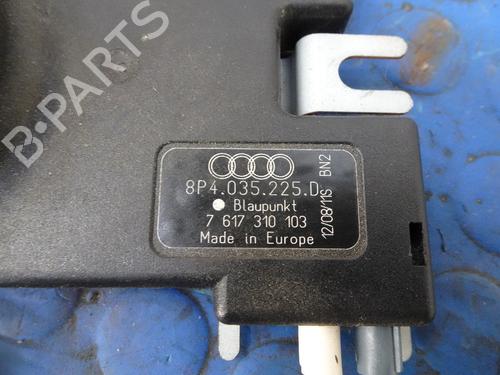 B-PARTS
8P4.035.225.D
Blaupunkt
7 617 310 103
Made in Europe
12/08/11S BN2